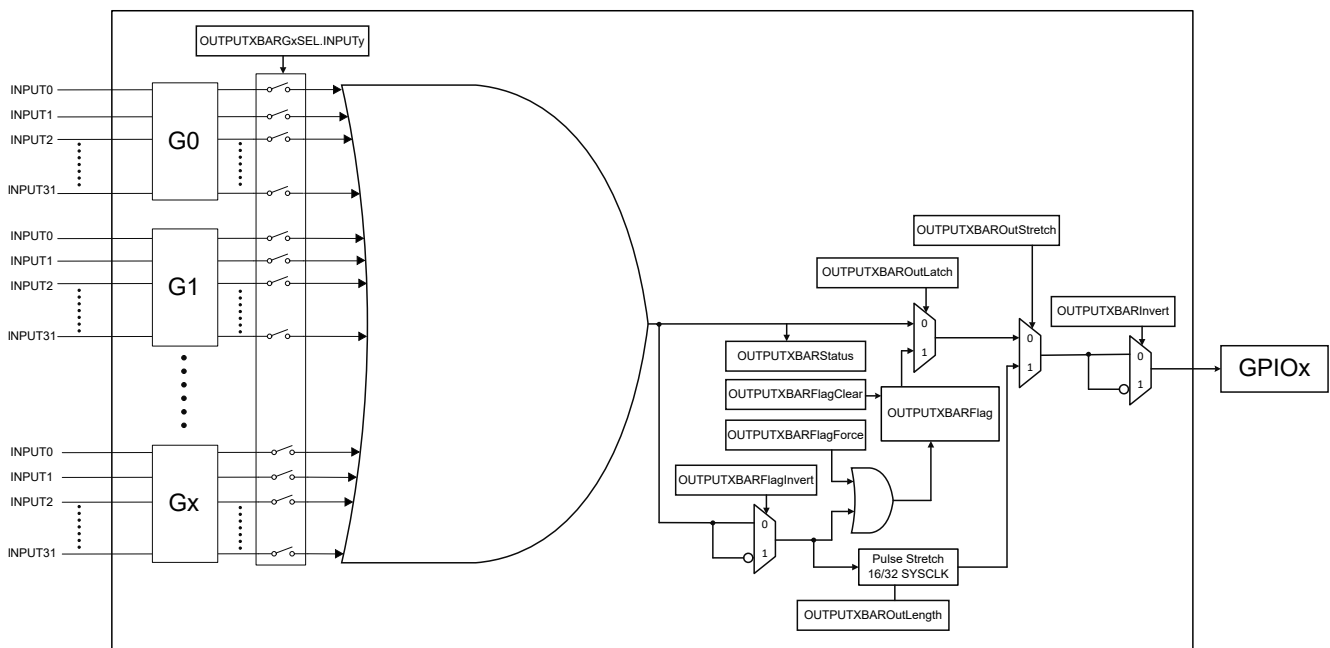 OUTPUTXBARGxSEL.INPUTy
INPUT0
INPUT1
INPUT2
INPUT31
G0
INPUT0
INPUT1
INPUT2
INPUT31
G1
INPUT0
INPUT1
INPUT2
INPUT31
Gx
OUTPUTXBAROutStretch
OUTPUTXBAROutLatch
OUTPUTXBARInvert
0
1
0
1
0
1
OUTPUTXBARStatus
GPIOx
OUTPUTXBARFlagClear
OUTPUTXBARFlag
OUTPUTXBARFlagForce
OUTPUTXBARFlagInvert
0
1
Pulse Stretch
16/32 SYSCLK
OUTPUTXBAROutLength